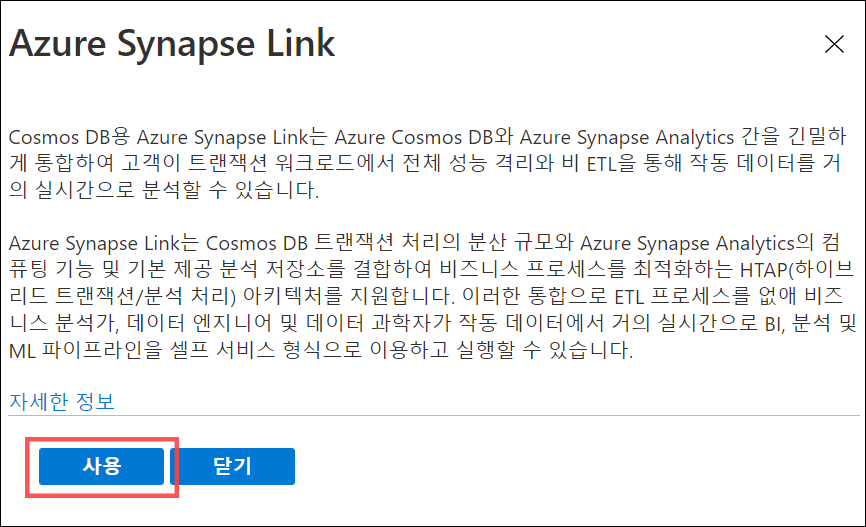 Azure Synapse Link
Cosmos DB용 Azure Synapse Link는 Azure Cosmos DB와 Azure Synapse Analytics 간을 긴밀하
게 통합하여 고객이 트랜잭션 워크로드에서 전체 성능 격리와 비 ETL을 통해 작동 데이터를 거
의 실시간으로 분석할 수 있습니다.
Azure Synapse Link는 Cosmos DB 트랜잭션 처리의 분산 규모와 Azure Synapse Analytics의 컴
퓨팅 기능 및 기본 제공 분석 저장소를 결합하여 비즈니스 프로세스를 최적화하는 HTAP(하이브
리드 트랜잭션/분석 처리) 아키텍처를 지원합니다. 이러한 통합으로 ETL 프로세스를 없애 비즈
니스 분석가, 데이터 엔지니어 및 데이터 과학자가 작동 데이터에서 거의 실시간으로 BI, 분석 및
ML 파이프라인을 셀프 서비스 형식으로 이용하고 실행할 수 있습니다.
자세한 정보
사용 닫기